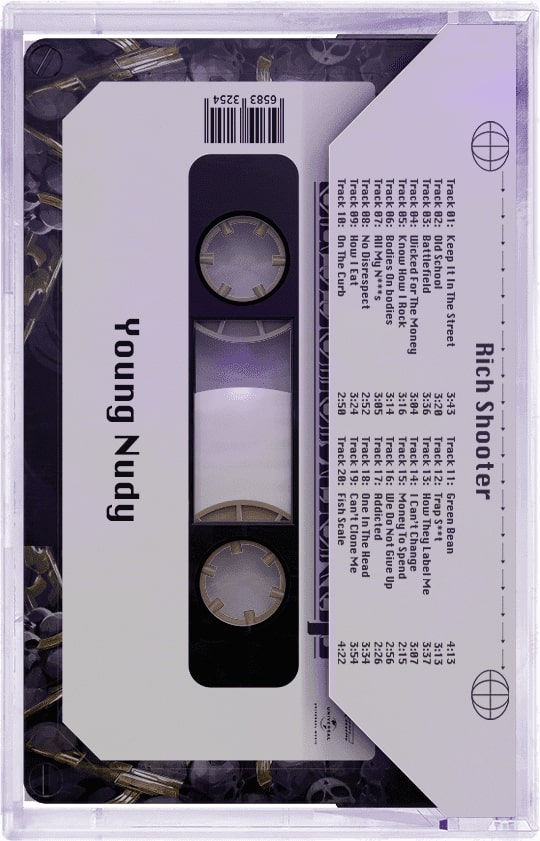 Rich Shooter
Track 01: Keep It In The Street 3:43
Track 02: Old School 3:20
Track 03: Battlefield 3:36
Track 04: Wicked For The Money 3:04
Track 05: Know How I Rock 3:16
Track 06: Bodies On bodies 3:14
Track 07: All My N***s 3:05
Track 08: No Disrespect 2:52
Track 09: How I Eat 3:24
Track 10: On The Curb 2:50
Track 11: Green Bean 4:13
Track 12: Trap S**t 3:13
Track 13: How They Label Me 3:37
Track 14: I Can't Change 3:07
Track 15: Money To Spend 2:15
Track 16: We Do Not Give Up 2:56
Track 17: Addicted 2:26
Track 18: One In The Head 3:34
Track 19: Can't Clone Me 3:54
Track 20: Fish Scale 4:22
6583 3254
Young Nudy
UNIVERSAL
UNIVERSAL MUSIC